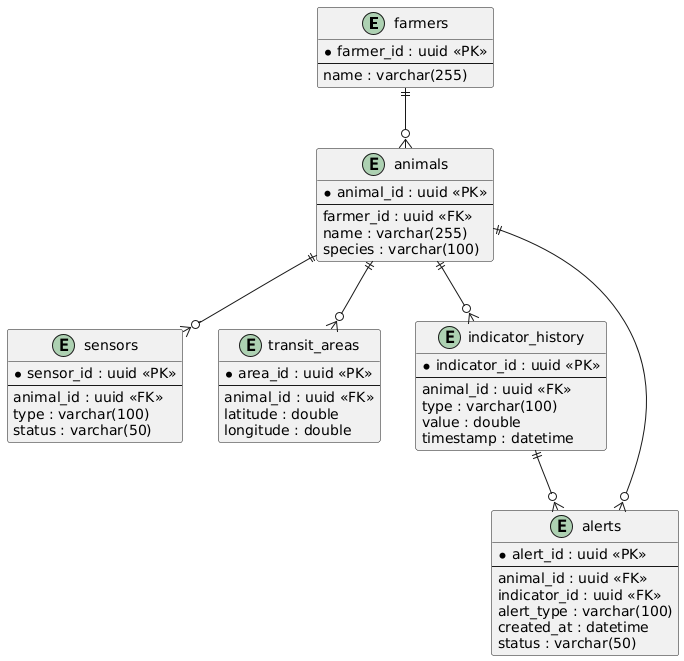 E farmers
* farmer_id : uuid «PK»
name : varchar(255)
E animals
* animal_id : uuid «PK»
farmer_id : uuid «FK»
name : varchar(255)
species : varchar(100)
E sensors
* sensor_id : uuid «PK»
animal_id : uuid «FK»
type : varchar(100)
status : varchar(50)
E transit_areas
* area_id : uuid «PK»
animal_id : uuid «FK»
latitude : double
longitude : double
E indicator_history
* indicator_id : uuid «PK»
animal_id : uuid «FK»
type : varchar(100)
value : double
timestamp : datetime
E alerts
* alert_id : uuid «PK»
animal_id : uuid «FK»
indicator_id : uuid «FK»
alert_type : varchar(100)
created_at : datetime
status : varchar(50)